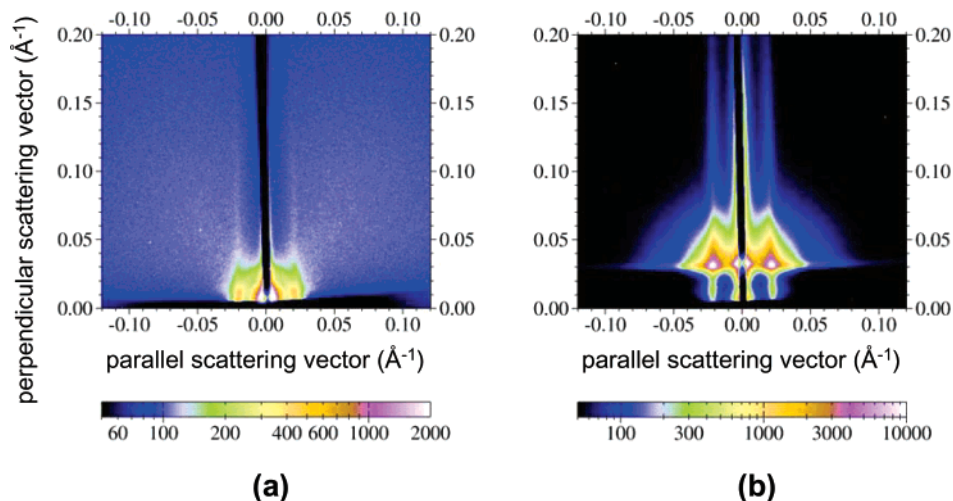 -0.10 -0.05 0.00 0.05 0.10
-0.10 -0.05 0.00 0.05 0.10
perpendicular scattering vector (Å-1)
0.20 0.20
0.15 0.15
0.10 0.10
0.05 0.05
0.00 0.00
0.20 0.20
0.15 0.15
0.10 0.10
0.05 0.05
0.00 0.00
-0.10 -0.05 0.00 0.05 0.10
-0.10 -0.05 0.00 0.05 0.10
parallel scattering vector (Å-1)
parallel scattering vector (Å-1)
60 100 200 400 600 1000 2000
100 300 1000 3000 10000
(a)
(b)